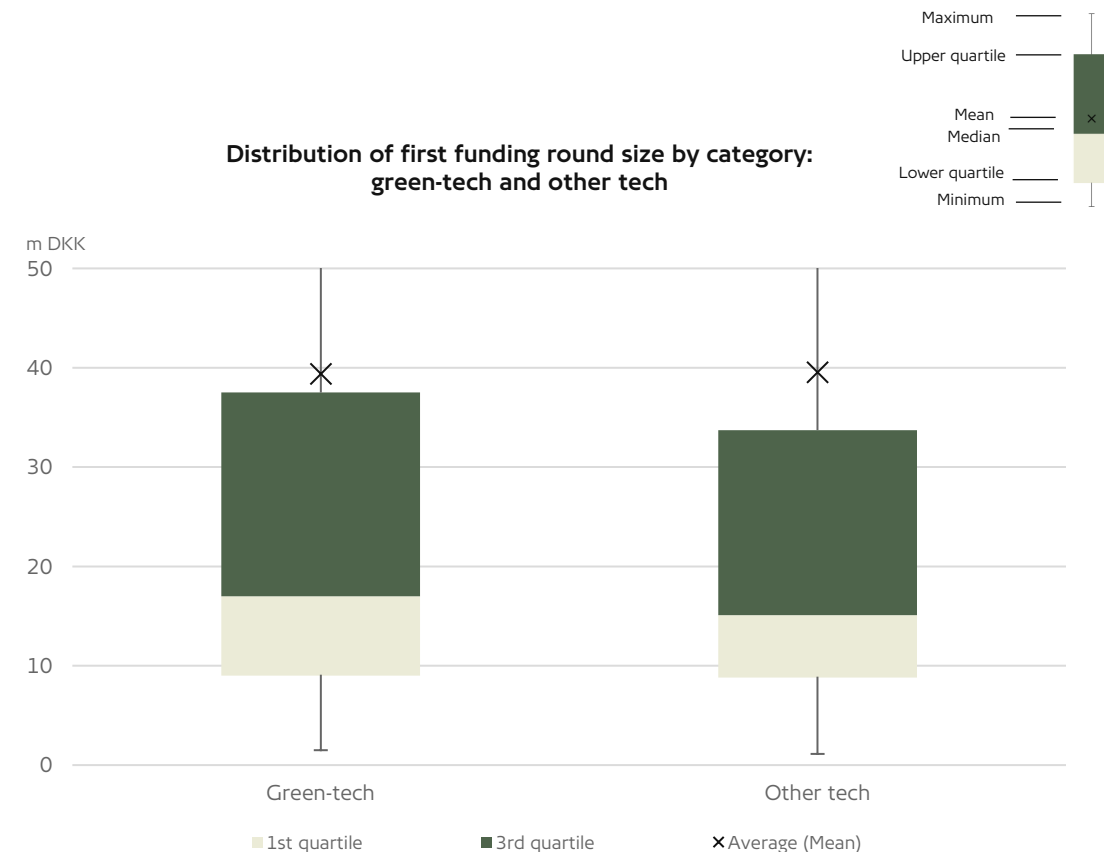 Maximum
Upper quartile
Mean
Median
Lower quartile
Minimum
Distribution of first funding round size by category:
green-tech and other tech
m DKK
50
40
30
20
10
0
Green-tech
Other tech
1st quartile
3rd quartile
Average (Mean)